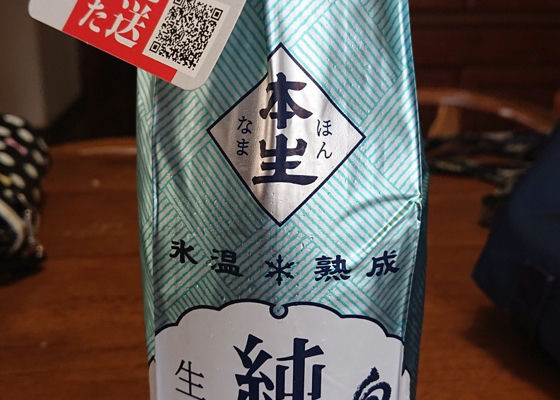 送
た
本生
ほん
なま
氷温＊熟成
純
生